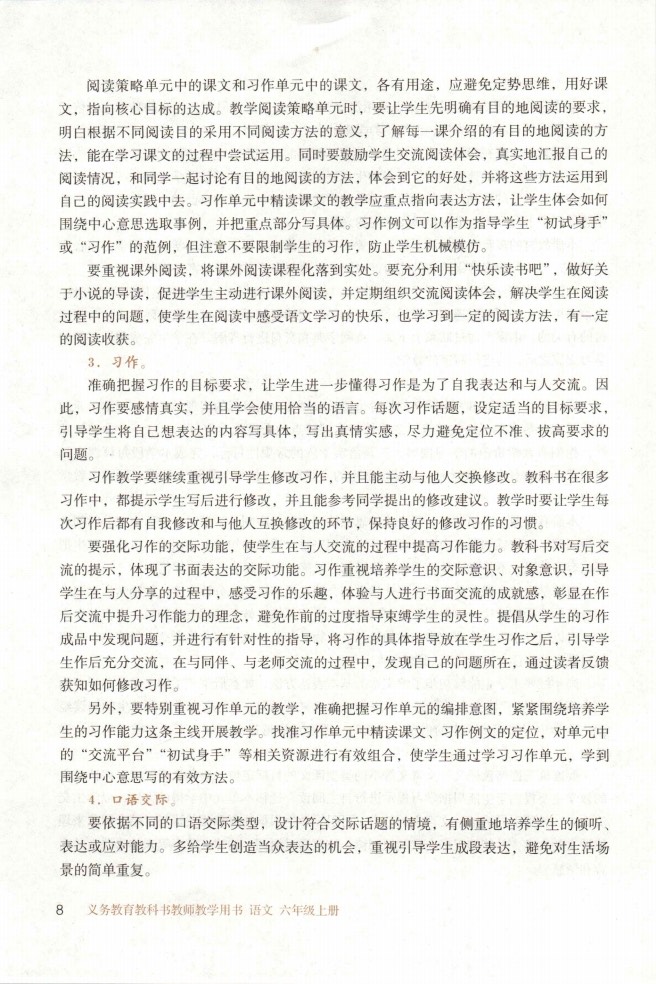 阅读策略单元中的课文和习作单元中的课文，各有用途，应避免定势思维，用好课
文，指向核心目标的达成。教学阅读策略单元时，要让学生先明确有目的地阅读的要求，
明白根据不同阅读目的采用不同阅读方法的意义，了解每一课介绍的有目的地阅读的方
法，能在学习课文的过程中尝试运用。同时要鼓励学生交流阅读体会，真实地汇报自己的
阅读情况，和同学一起讨论有目的地阅读的方法，体会到它的好处，并将这些方法运用到
自己的阅读实践中去。习作单元中精读课文的教学应重点指向表达方法，让学生体会如何
围绕中心意思选取事例，并把重点部分写具体。习作例文可以作为指导学生“初试身手”
或“习作”的范例，但注意不要限制学生的习作，防止学生机械模仿。
要重视课外阅读，将课外阅读课程化落到实处。要充分利用“快乐读书吧”，做好关
于小说的导读，促进学生主动进行课外阅读，并定期组织交流阅读体会，解决学生在阅读
过程中的问题，使学生在阅读中感受语文学习的快乐，也学习到一定的阅读方法，有一定
的阅读收获。
3. 习作。
准确把握习作的目标要求，让学生进一步懂得习作是为了自我表达和与人交流。因
此，习作要感情真实，并且学会使用恰当的语言。每次习作话题，设定适当的目标要求，
引导学生将自己想表达的内容写具体，写出真情实感，尽力避免定位不准、拔高要求的
问题。
习作教学要继续重视引导学生修改习作，并且能主动与他人交换修改。教科书在很多
习作中，都提示学生写后进行修改，并且能参考同学提出的修改建议。教学时要让学生每
次习作后都有自我修改和与他人互换修改的环节，保持良好的修改习作的习惯。
要强化习作的交际功能，使学生在与人交流的过程中提高习作能力。教科书对写后交
流的提示，体现了书面表达的交际功能。习作重视培养学生的交际意识、对象意识，引导
学生在与人分享的过程中，感受习作的乐趣，体验与人进行书面交流的成就感，彰显在作
后交流中提升习作能力的理念，避免作前的过度指导束缚学生的灵性。提倡从学生的习作
成品中发现问题，并进行有针对性的指导，将习作的具体指导放在学生习作之后，引导学
生作后充分交流，在与同伴、与老师交流的过程中，发现自己的问题所在，通过读者反馈
获知如何修改习作。
另外，要特别重视习作单元的教学，准确把握习作单元的编排意图，紧紧围绕培养学
生的习作能力这条主线开展教学。找准习作单元中精读课文、习作例文的定位，对单元中
的“交流平台”“初试身手”等相关资源进行有效组合，使学生通过学习习作单元，学到
围绕中心意思写的有效方法。
4. 口语交际。
要依据不同的口语交际类型，设计符合交际话题的情境，有侧重地培养学生的倾听、
表达或应对能力。多给学生创造当众表达的机会，重视引导学生成段表达，避免对生活场
景的简单重复。
8 义务教育教科书教师教学用书 语文 六年级上册